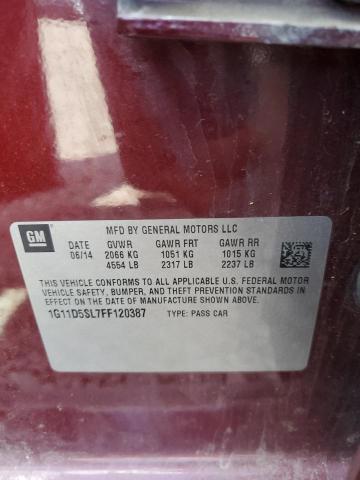 GM
MFD BY GENERAL MOTORS LLC
DATE GVWR GAWR FRT GAWR RR
06/14 2066 KG 1051 KG 1015 KG
4554 LB 2317 LB 2237 LB
THIS VEHICLE CONFORMS TO ALL APPLICABLE U.S. FEDERAL MOTOR
VEHICLE SAFETY, BUMPER, AND THEFT PREVENTION STANDARDS IN
EFFECT ON THE DATE OF MANUFACTURE SHOWN ABOVE.
1G11D5SL7FF120387 TYPE: PASS CAR